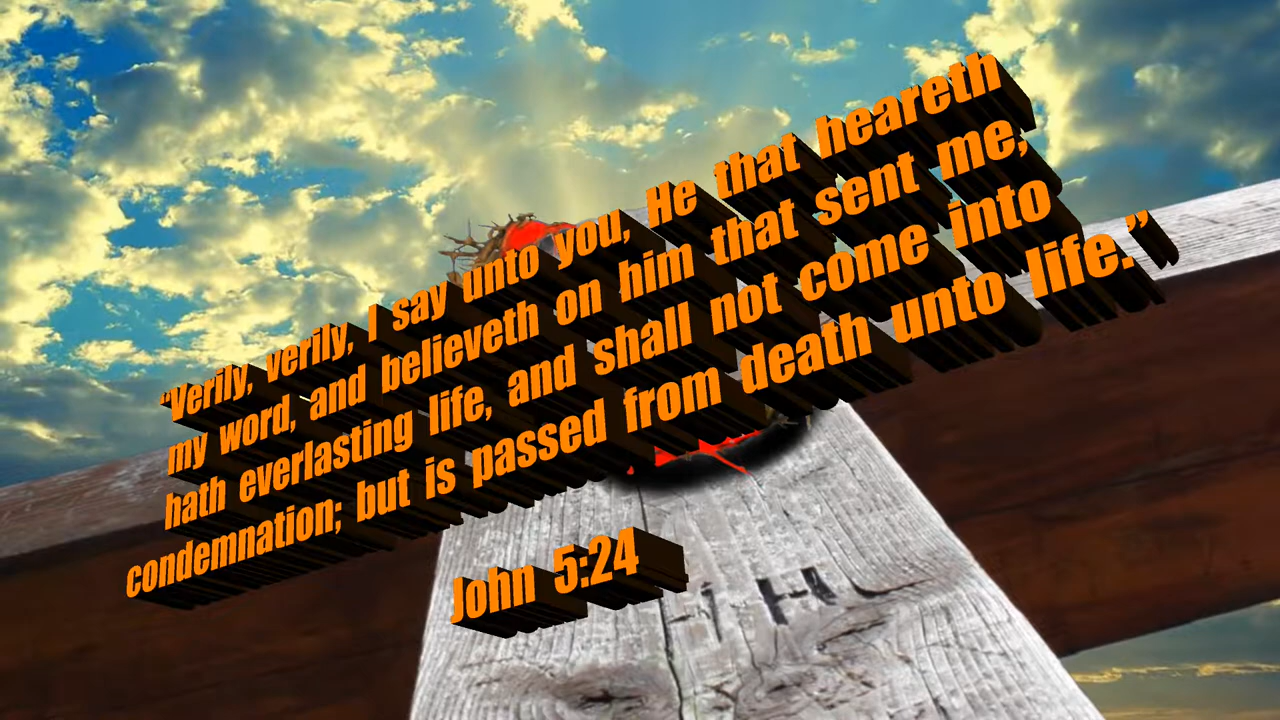 “Verily, verily, I say unto you, He that heareth
my word, and believeth on him that sent me,
hath everlasting life, and shall not come into
condemnation; but is passed from death unto life.”
John 5:24